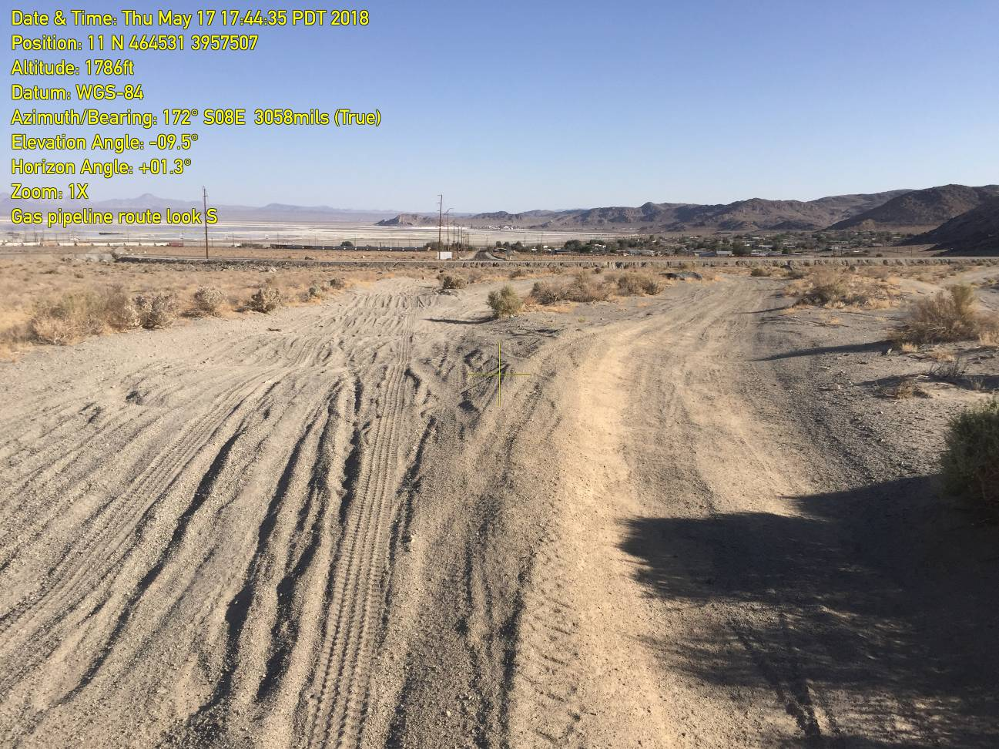 Date & Time: Thu May 17 17:44:35 PDT 2018
Position: 11 N 464531 3957507
Altitude: 1786ft
Datum: WGS-84
Azimuth/Bearing: 172° S08E 3058mils (True)
Elevation Angle: -09.5°
Horizon Angle: +01.3°
Zoom: 1X
Gas pipeline route look S